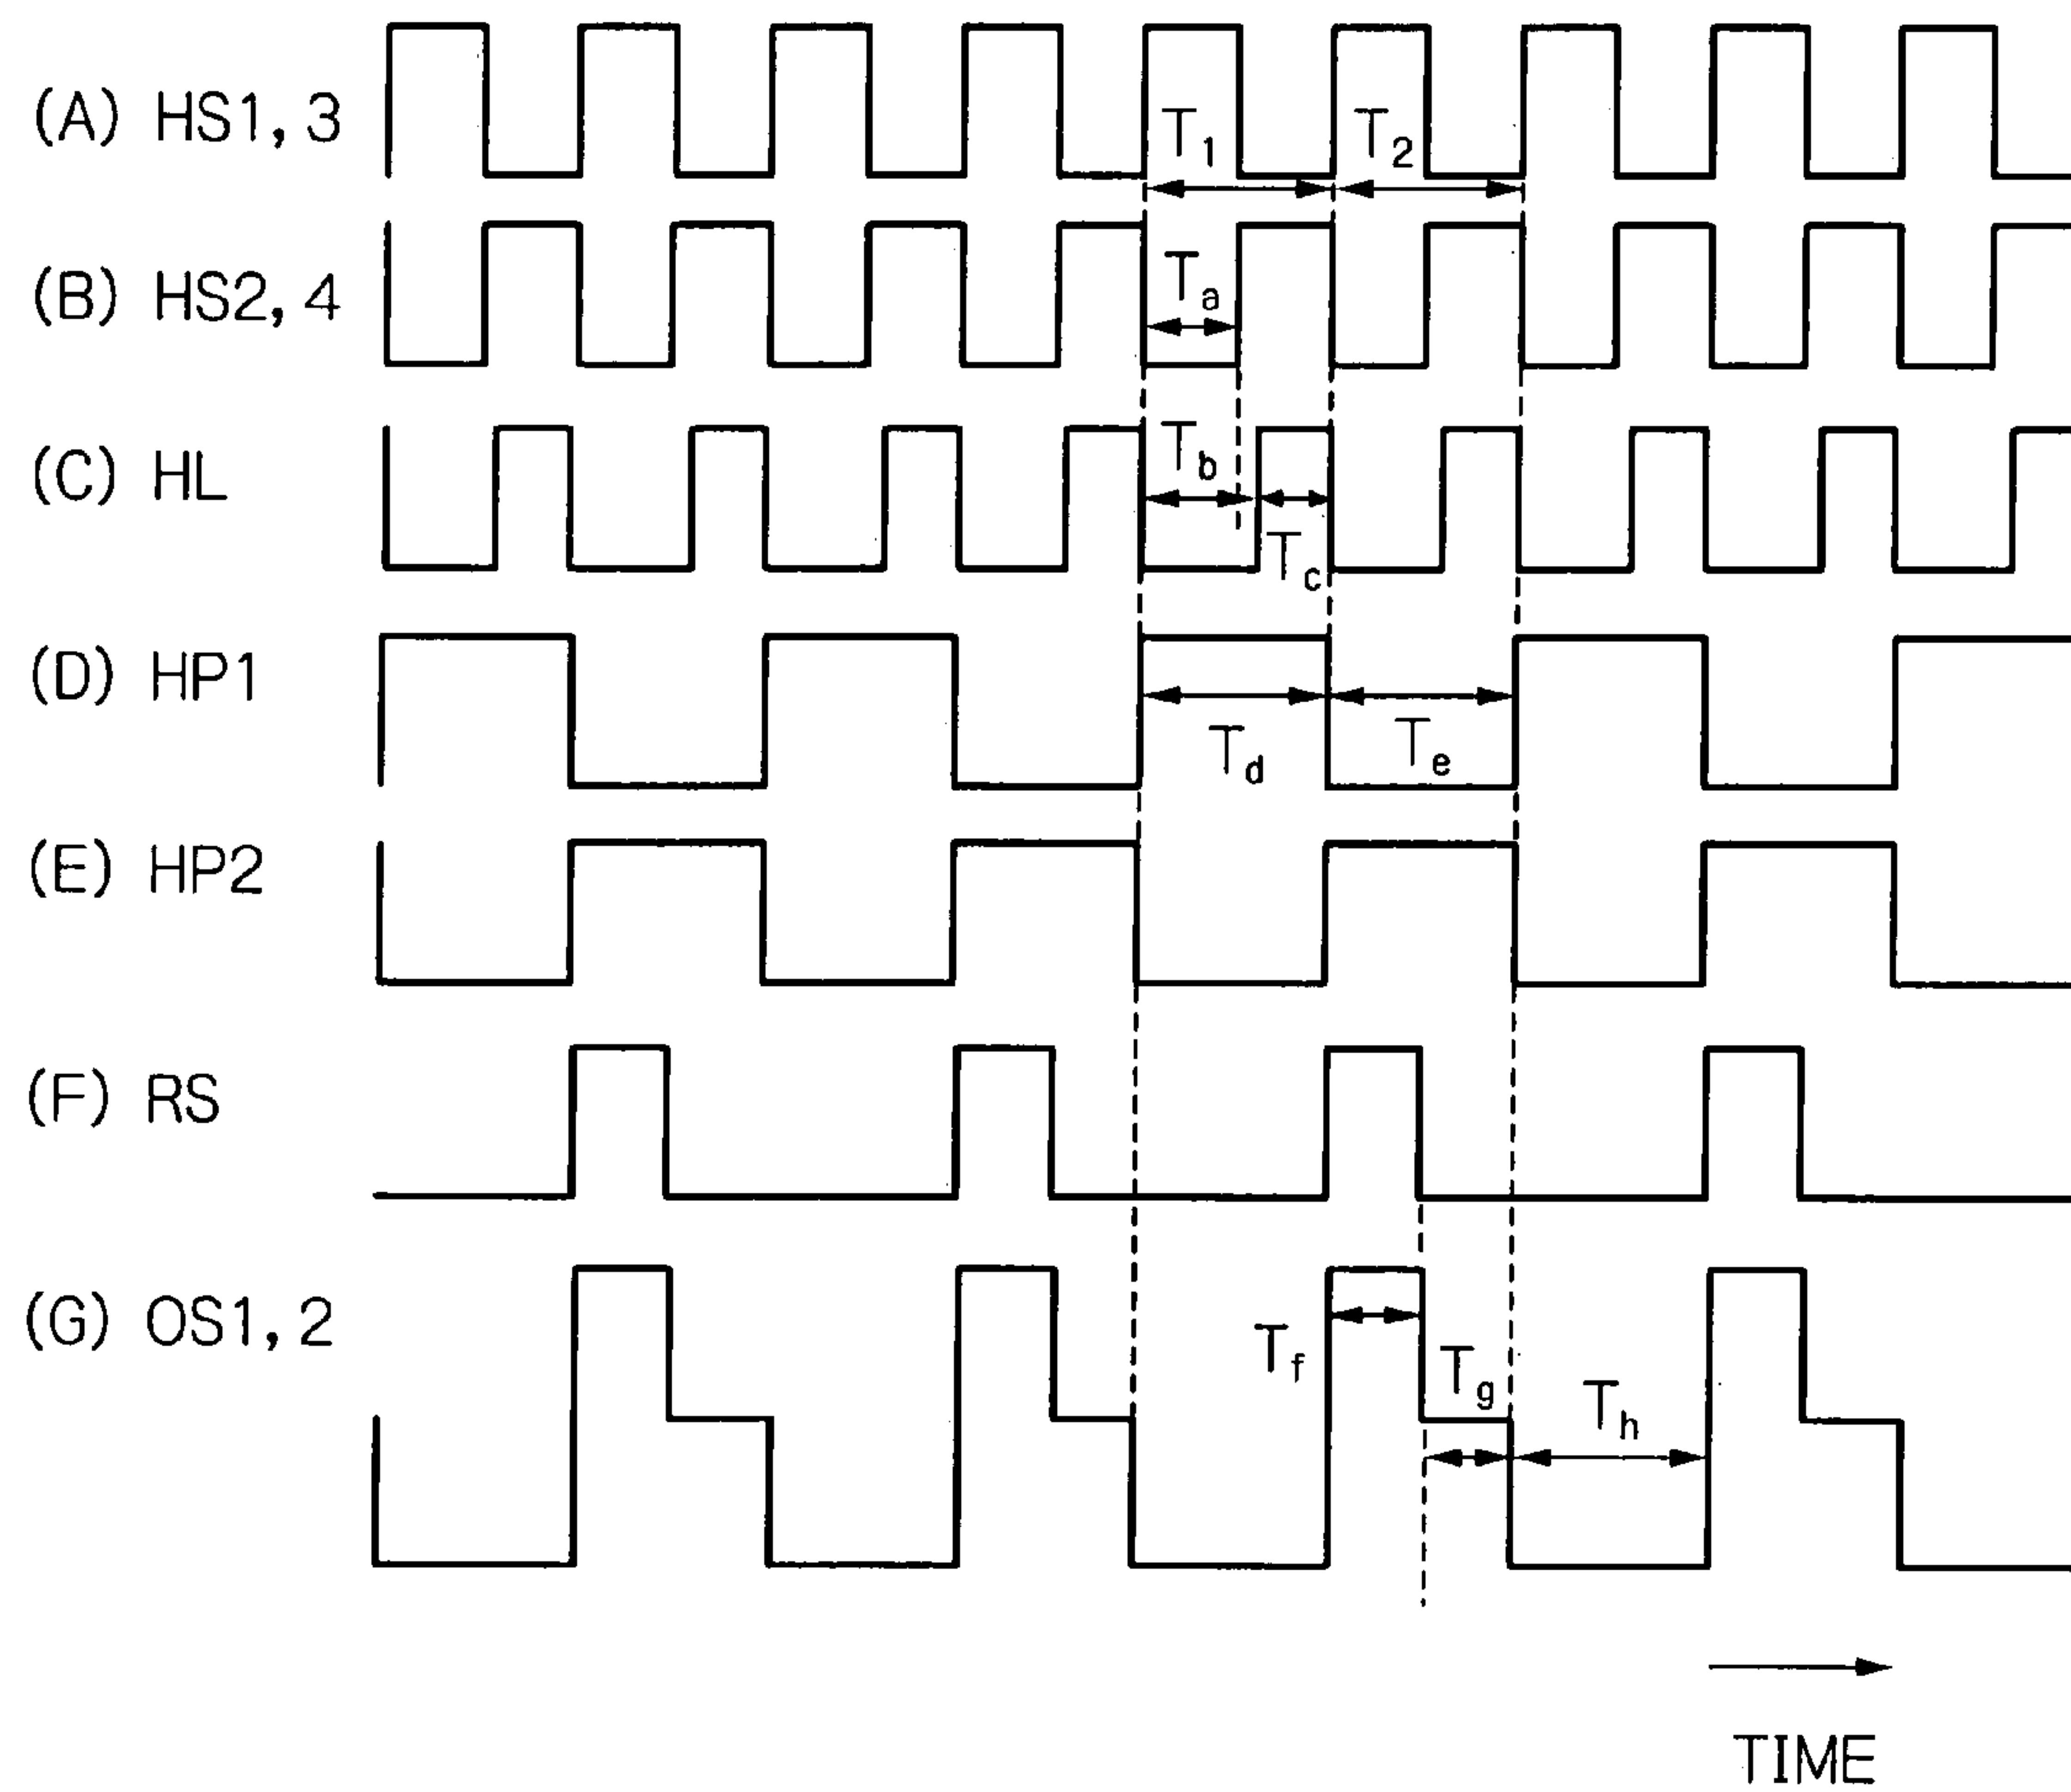 (A) HS1,3
T1
T2
(B) HS2,4
Ta
(C) HL
Tb
Tc
(D) HP1
Td
Te
(E) HP2
(F) RS
(G) OS1,2
Tf
Tg
Th
TIME